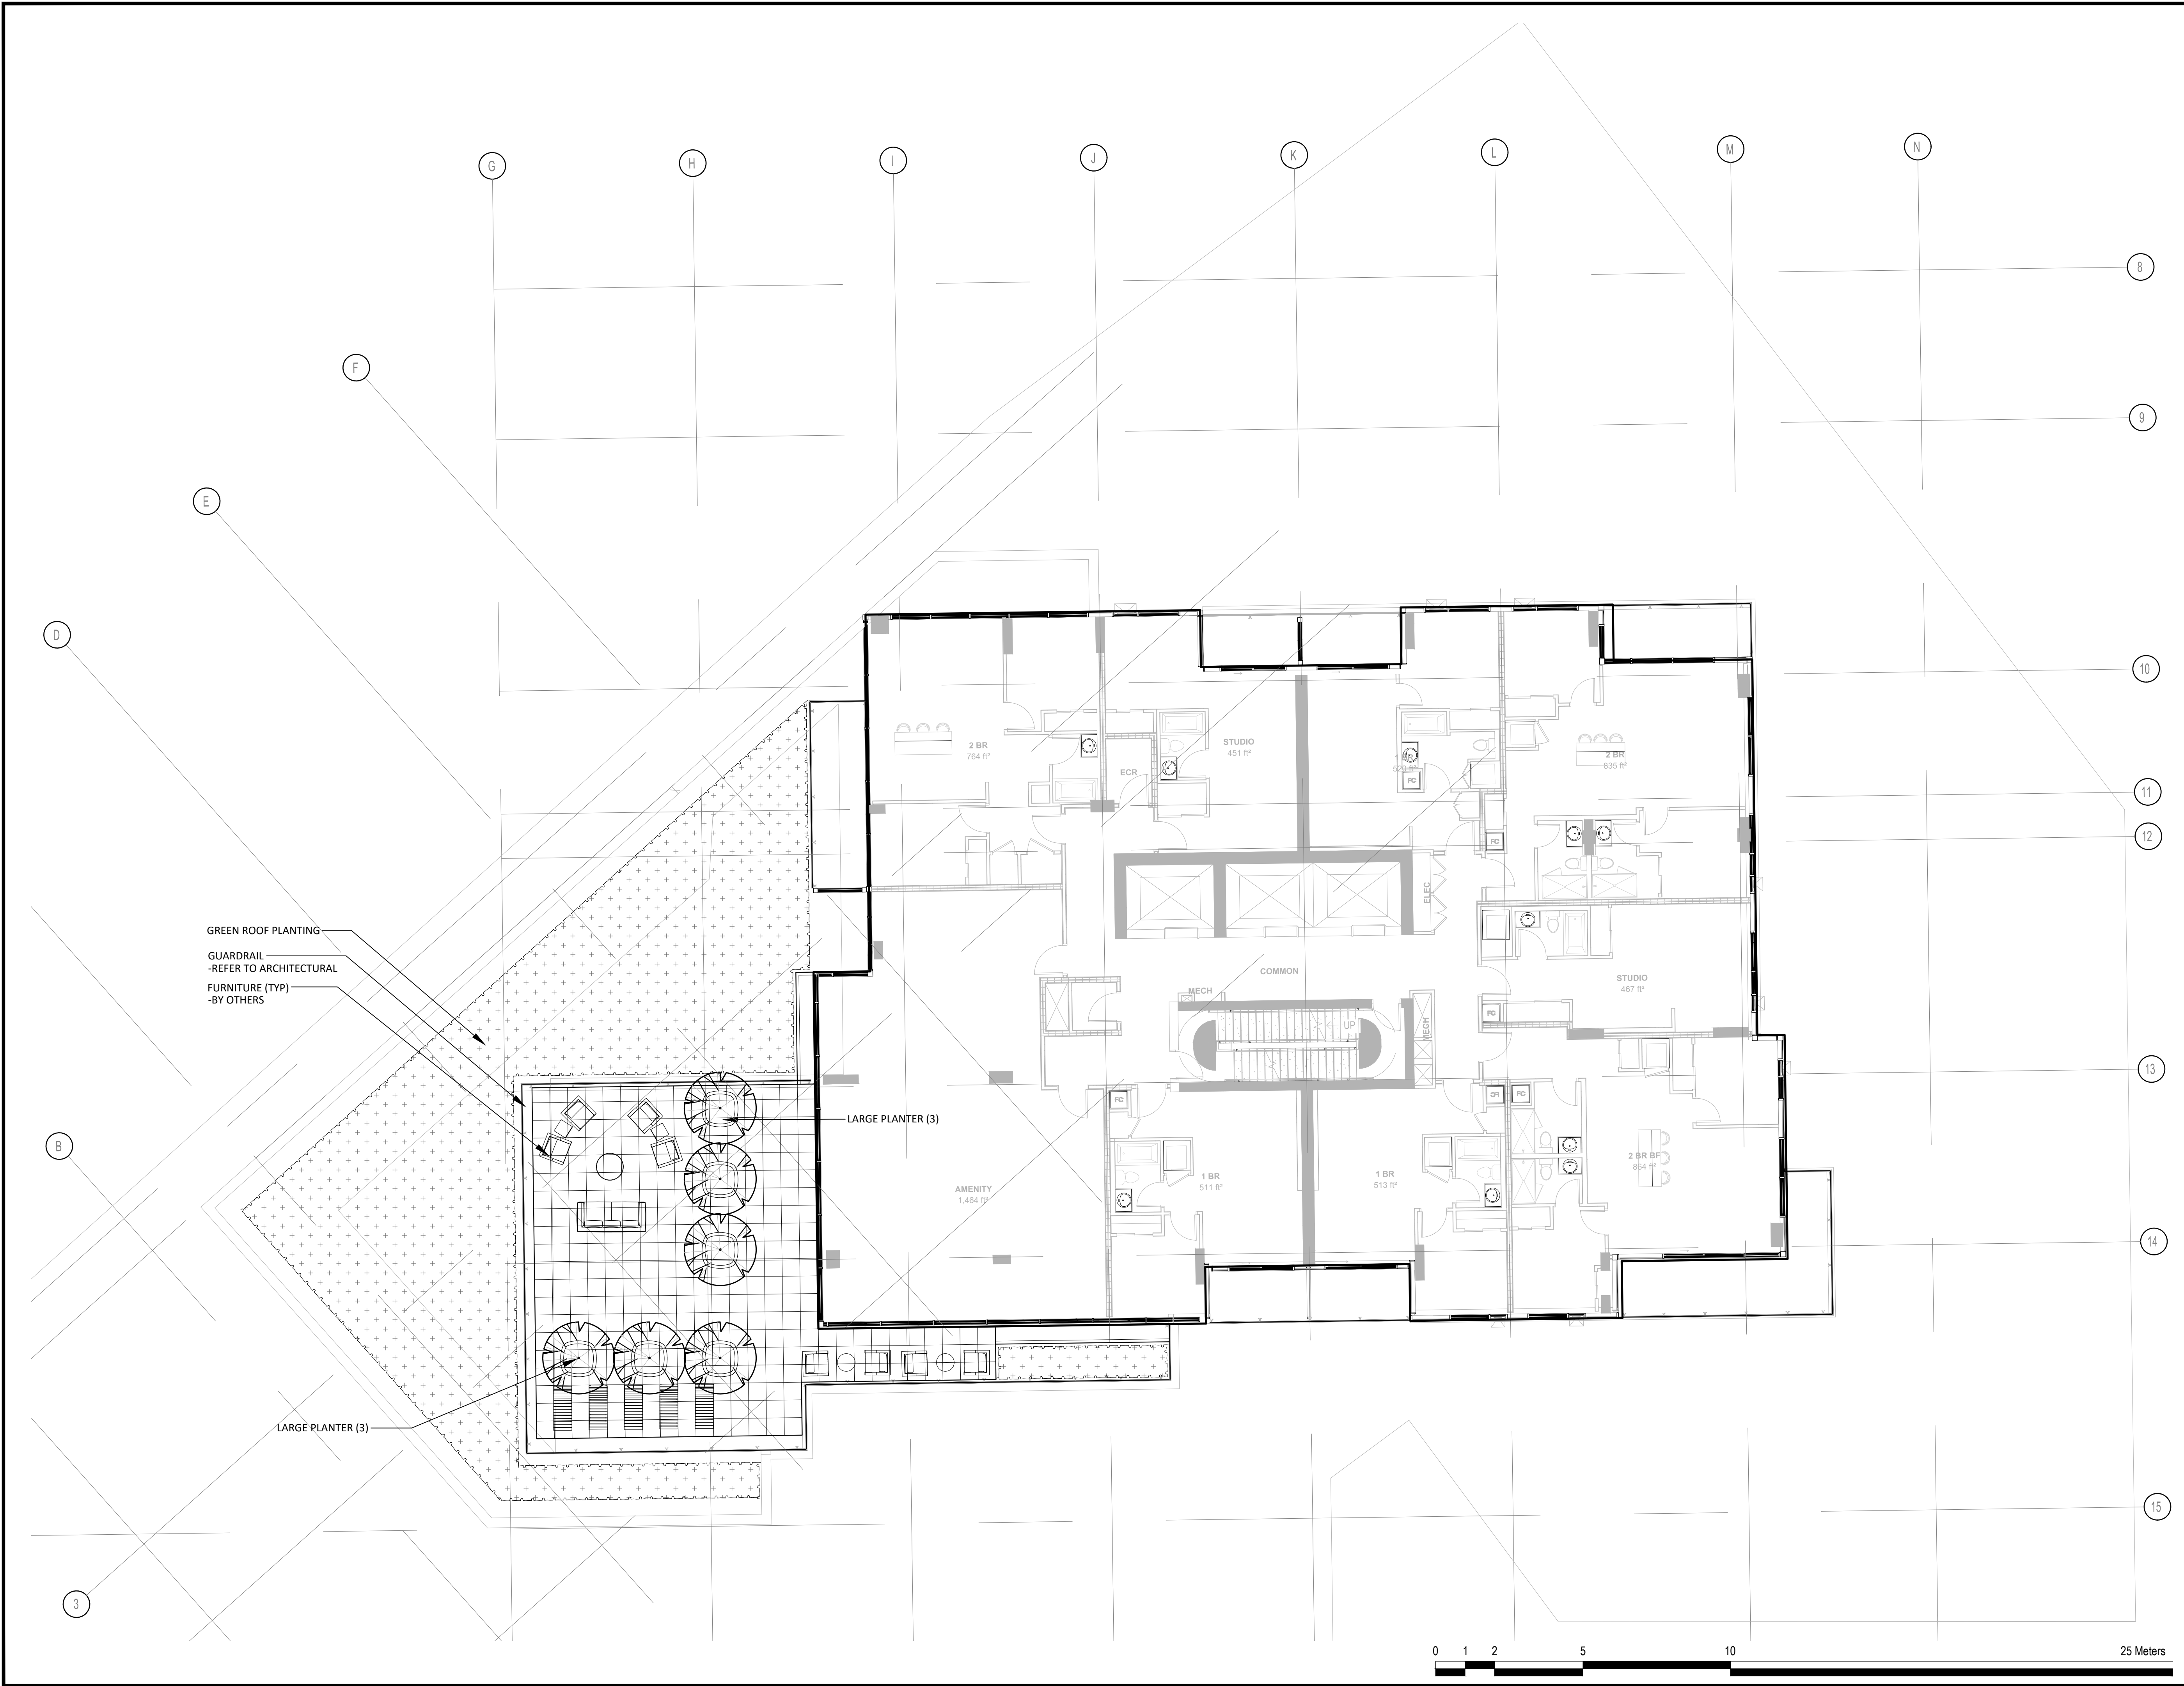 G
H
I
J
K
L
M
N
8
F
9
E
D
10
2 BR
764 ft²
STUDIO
451 ft²
ECR
FC
2 BR
835 ft²
11
12
FC
ELEC
GREEN ROOF PLANTING
GUARDRAIL
-REFER TO ARCHITECTURAL
FURNITURE (TYP)
-BY OTHERS
COMMON
STUDIO
467 ft²
MECH
FC
UP
MECH
13
FC
FC
FC
LARGE PLANTER (3)
B
2 BR BF
864 ft²
1 BR
511 ft²
1 BR
513 ft²
AMENITY
1,464 ft²
14
LARGE PLANTER (3)
15
3
0 1 2 5 10 25 Meters